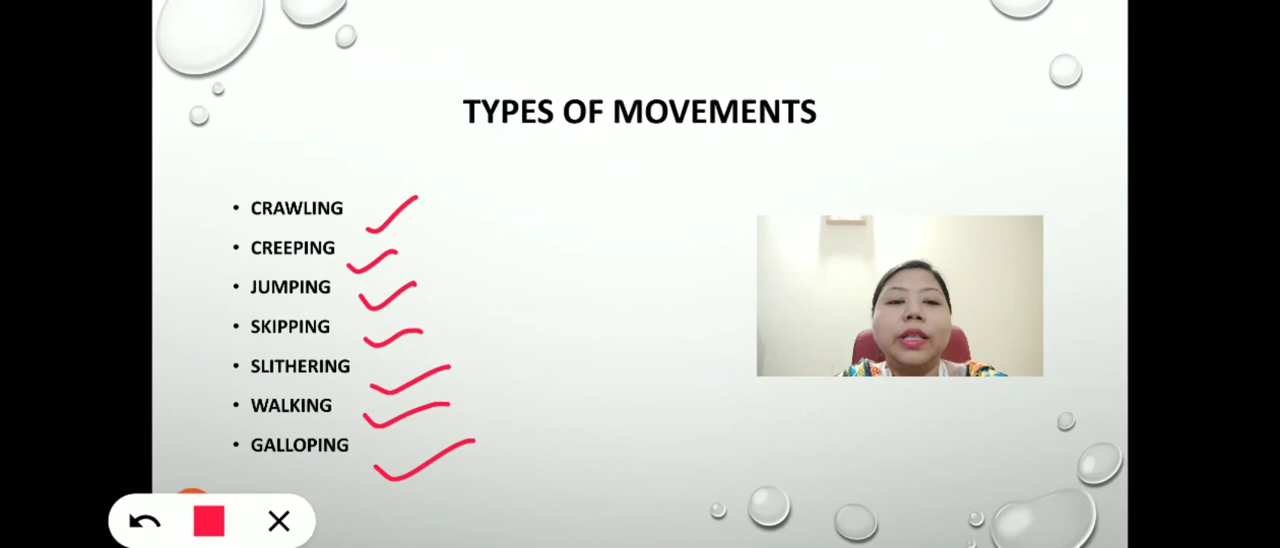 TYPES OF MOVEMENTS
• CRAWLING
• CREEPING
• JUMPING
• SKIPPING
• SLITHERING
• WALKING
• GALLOPING